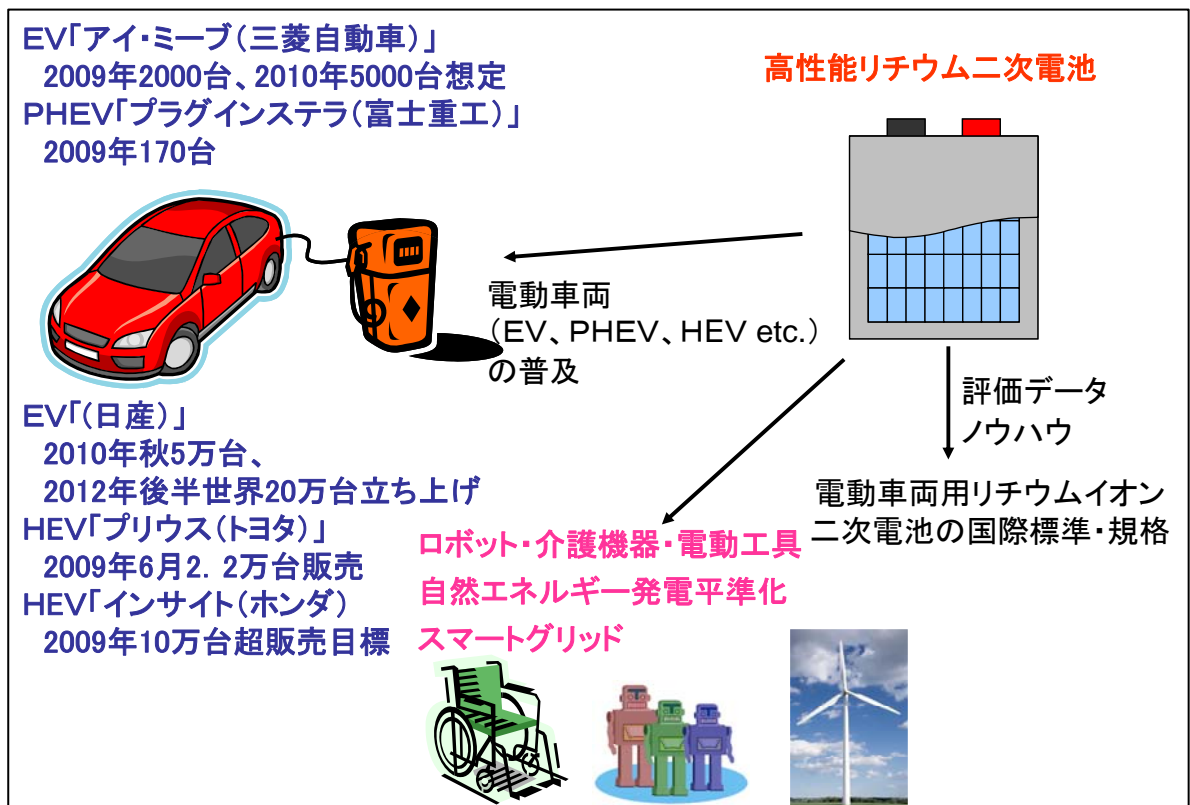 EV「アイ・ミーブ(三菱自動車)」
2009年2000台、2010年5000台想定
PHEV「プラグインステラ(富士重工)」
2009年170台
高性能リチウム二次電池
電動車両
(EV、PHEV、HEV etc.)
の普及
評価データ
ノウハウ
電動車両用リチウムイオン
二次電池の国際標準・規格
EV「(日産)」
2010年秋5万台、
2012年後半世界20万台立ち上げ
HEV「プリウス(トヨタ)」
2009年6月2.2万台販売
HEV「インサイト(ホンダ)
2009年10万台超販売目標
ロボット・介護機器・電動工具
自然エネルギー発電平準化
スマートグリッド